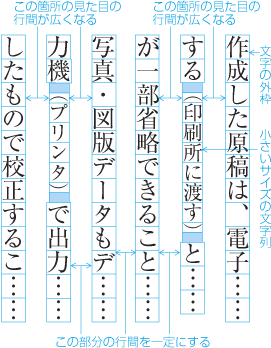 この箇所の見た目の
行間が広くなる
この箇所の見た目の
行間が広くなる
文字の外枠
小さいサイズの文字列
作成した原稿は、電子……
する（印刷所に渡す）と……
が一部省略できること……
写真・図版データもデ……
力機（プリンタ）で出力……
したもので校正するこ……
この部分の行間を一定にする